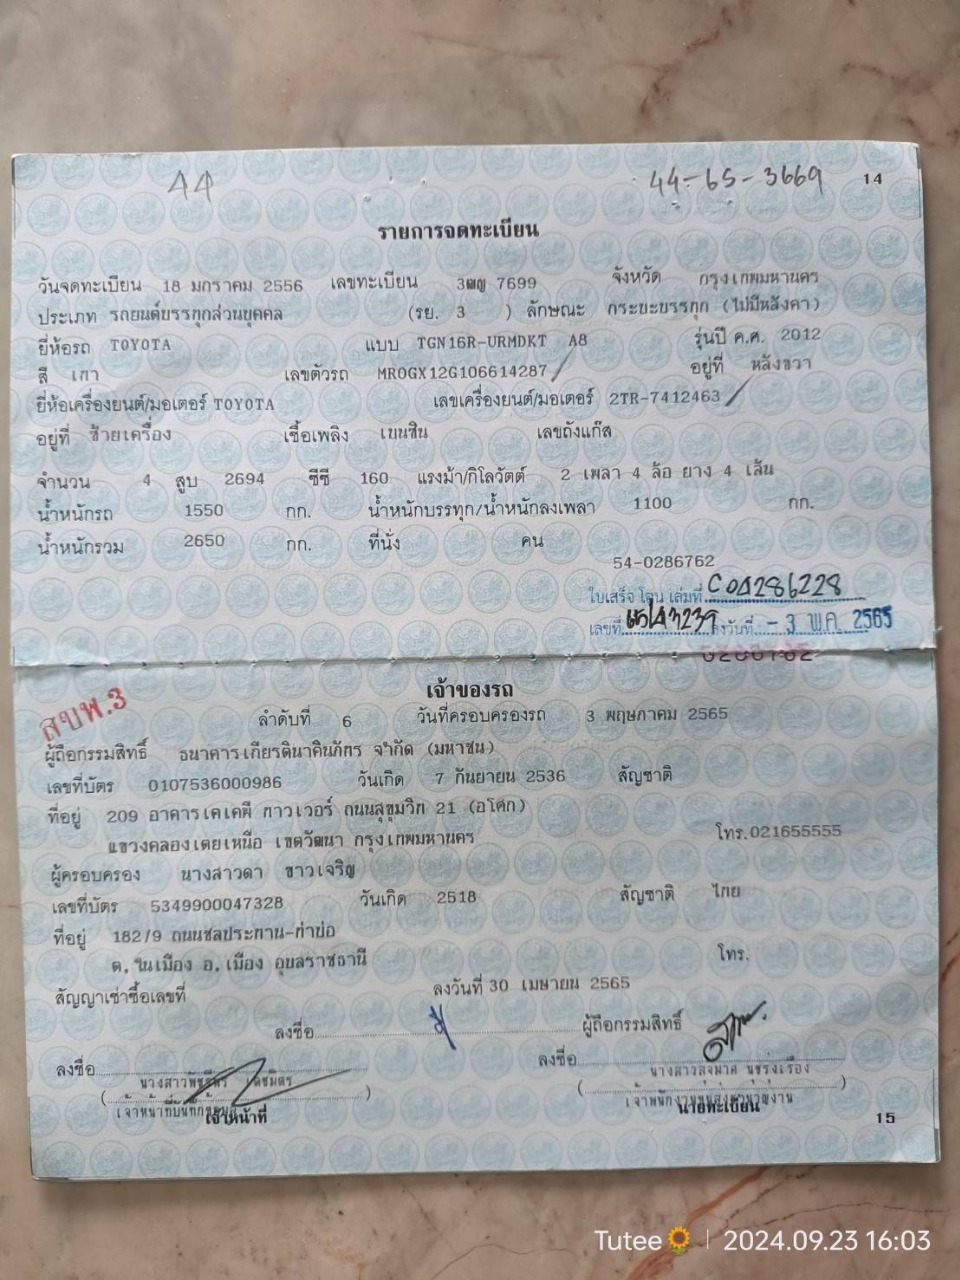 44 44-65-3669 14
รายการจดทะเบียน
วันจดทะเบียน 18 มกราคม 2556 เลขทะเบียน 3ฒญ 7699 จังหวัด กรุงเทพมหานคร
ประเภท รถยนต์บรรทุกส่วนบุคคล (รย. 3 ) ลักษณะ กระบะบรรทุก (ไม่มีหลังคา)
ยี่ห้อรถ TOYOTA แบบ TGN16R-URMDKT A8 รุ่นปี ค.ศ. 2012
สี เทา เลขตัวรถ MR0GX12G106614287 อยู่ที่ หลังขวา
ยี่ห้อเครื่องยนต์/มอเตอร์ TOYOTA เลขเครื่องยนต์/มอเตอร์ 2TR-7412463
อยู่ที่ ซ้ายเครื่อง เชื้อเพลิง เบนซิน เลขถังแก๊ส
จำนวน 4 สูบ 2694 ซีซี 160 แรงม้า/กิโลวัตต์ 2 เพลา 4 ล้อ ยาง 4 เส้น
น้ำหนักรถ 1550 กก. น้ำหนักบรรทุก/น้ำหนักลงเพลา 1100 กก.
น้ำหนักรวม 2650 กก. ที่นั่ง คน
54-0286762
ใบเสร็จ โอน เล่มที่
เลขที่ ลงวันที่ - 3 พ.ค. 2565
เจ้าของรถ
สบพ.3
ลำดับที่ 6 วันที่ครอบครองรถ 3 พฤษภาคม 2565
ผู้ถือกรรมสิทธิ์ ธนาคารเกียรตินาคินภัทร จำกัด (มหาชน)
เลขที่บัตร 0107536000986 วันเกิด 7 กันยายน 2536 สัญชาติ
ที่อยู่ 209 อาคารเคเคพี ทาวเวอร์ ถนนสุขุมวิท 21 (อโศก)
แขวงคลองเตยเหนือ เขตวัฒนา กรุงเทพมหานคร โทร.021655555
ผู้ครอบครอง นางสาวดา ขาวเจริญ
เลขที่บัตร 5349900047328 วันเกิด 2518 สัญชาติ ไทย
ที่อยู่ 182/9 ถนนชลประทาน-ท่าบ่อ
ต.ในเมือง อ.เมือง อุบลราชธานี โทร.
สัญญาเช่าซื้อเลขที่ ลงวันที่ 30 เมษายน 2565
ลงชื่อ ผู้ถือกรรมสิทธิ์
ลงชื่อ ลงชื่อ
นางสาว นางสาว
เจ้าหน้าที่ นายทะเบียน
15
Tutee🌻 | 2024.09.23 16:03